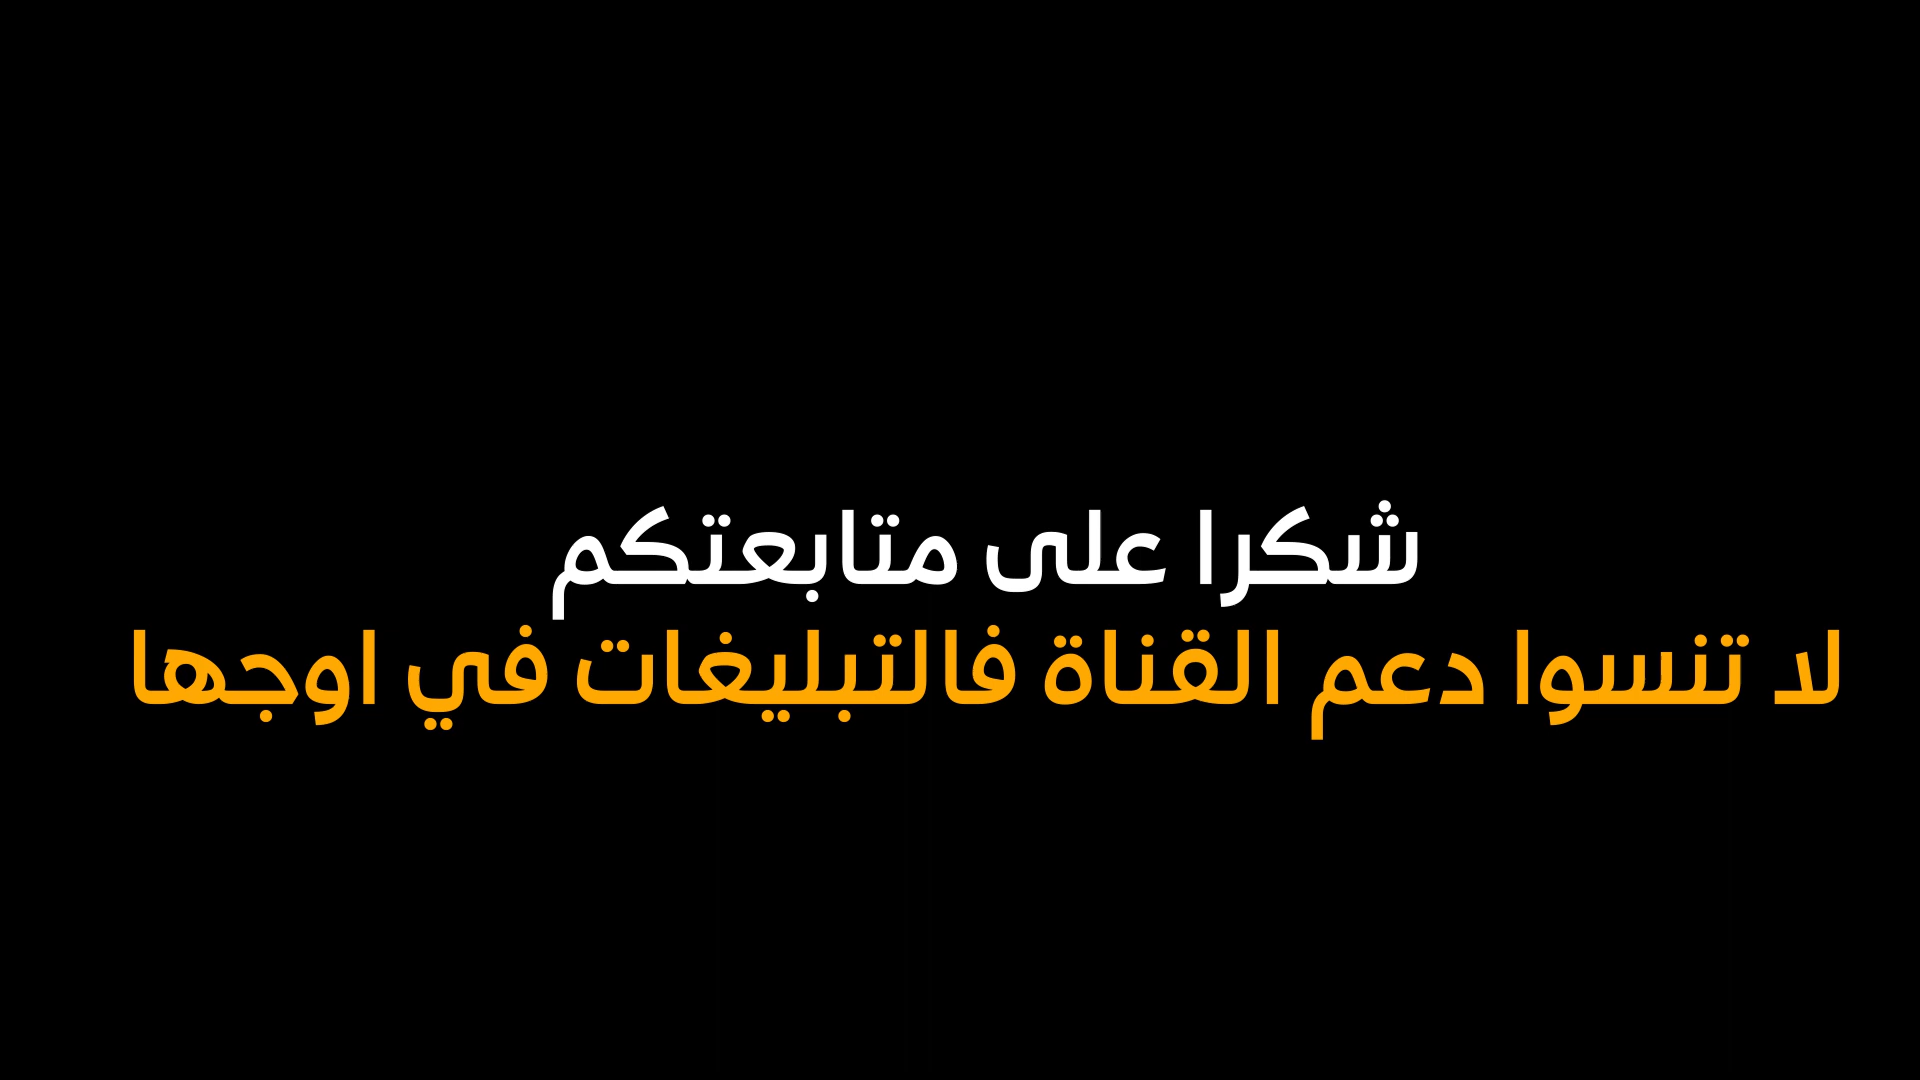 شكرا على متابعتكم
لا تنسوا دعم القناة فالتبليغات في اوجها